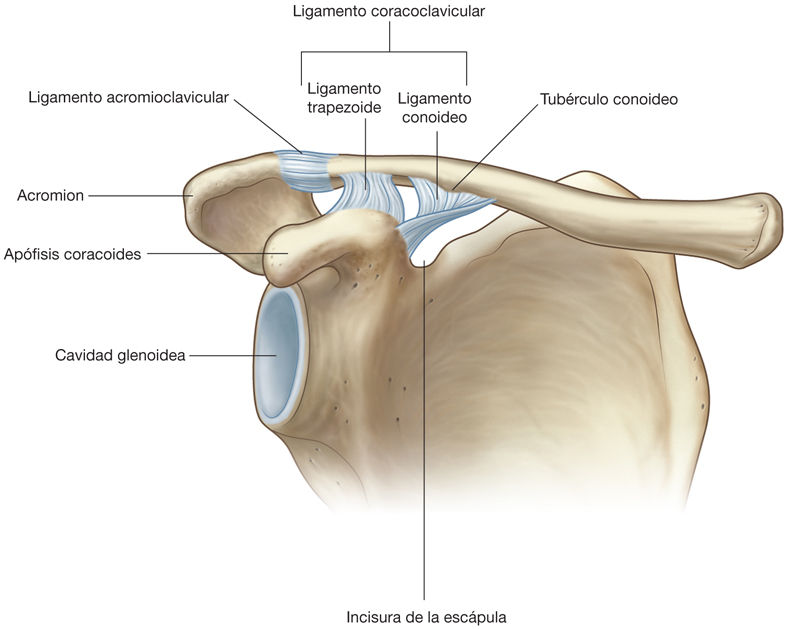 Ligamento coracoclavicular
Ligamento acromioclavicular
Ligamento
trapezoide
Ligamento
conoideo
Tubérculo conoideo
Acromion
Apófisis coracoides
Cavidad glenoidea
Incisura de la escápula